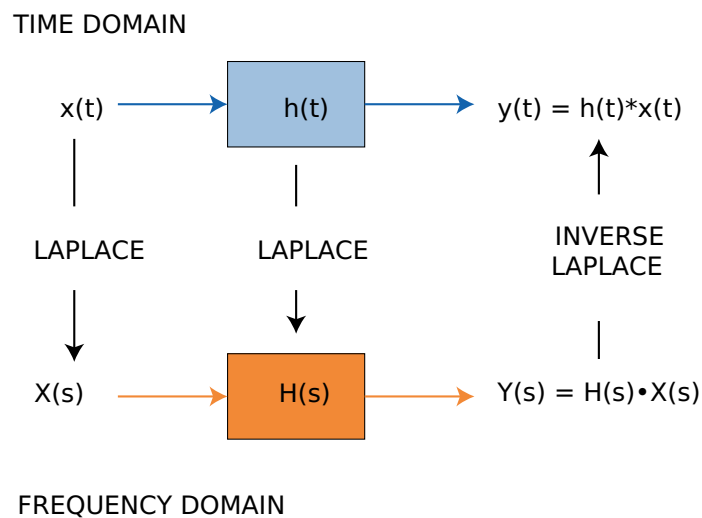 TIME DOMAIN
x(t)
h(t)
y(t) = h(t)*x(t)
LAPLACE
LAPLACE
INVERSE
LAPLACE
X(s)
H(s)
Y(s) = H(s)•X(s)
FREQUENCY DOMAIN